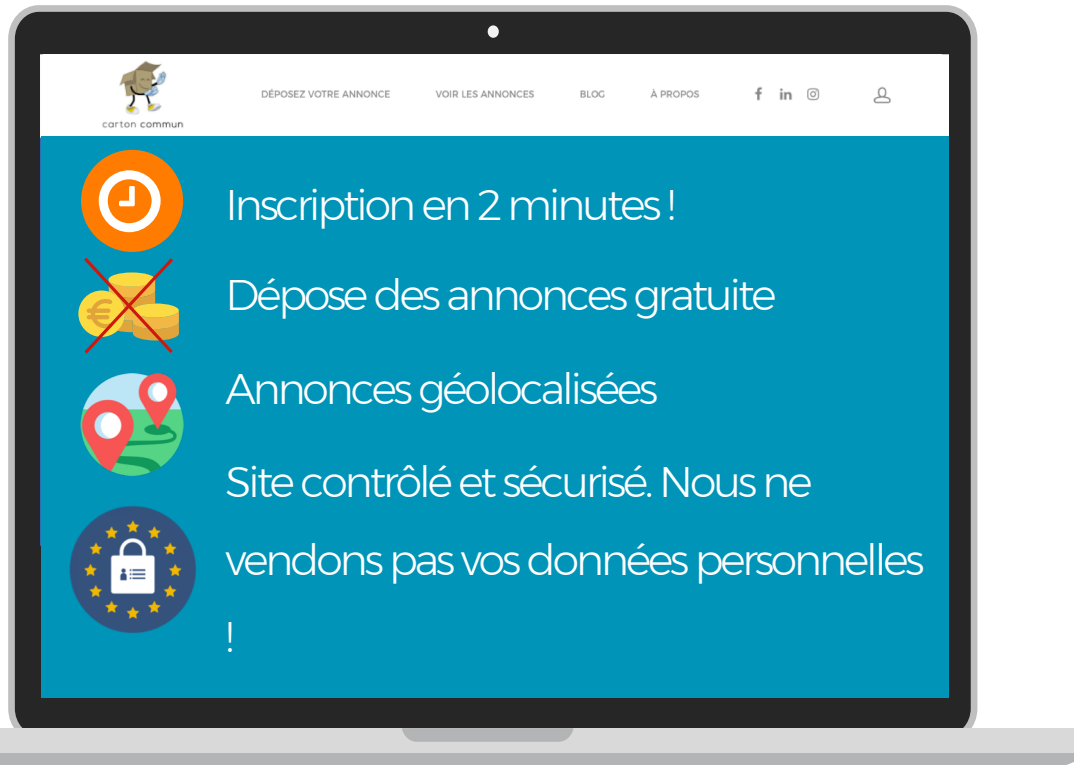 carton commun
DÉPOSEZ VOTRE ANNONCE
VOIR LES ANNONCES
BLOG
À PROPOS
f in
Inscription en 2 minutes !
Dépose des annonces gratuite
Annonces géolocalisées
Site contrôlé et sécurisé. Nous ne
vendons pas vos données personnelles
!